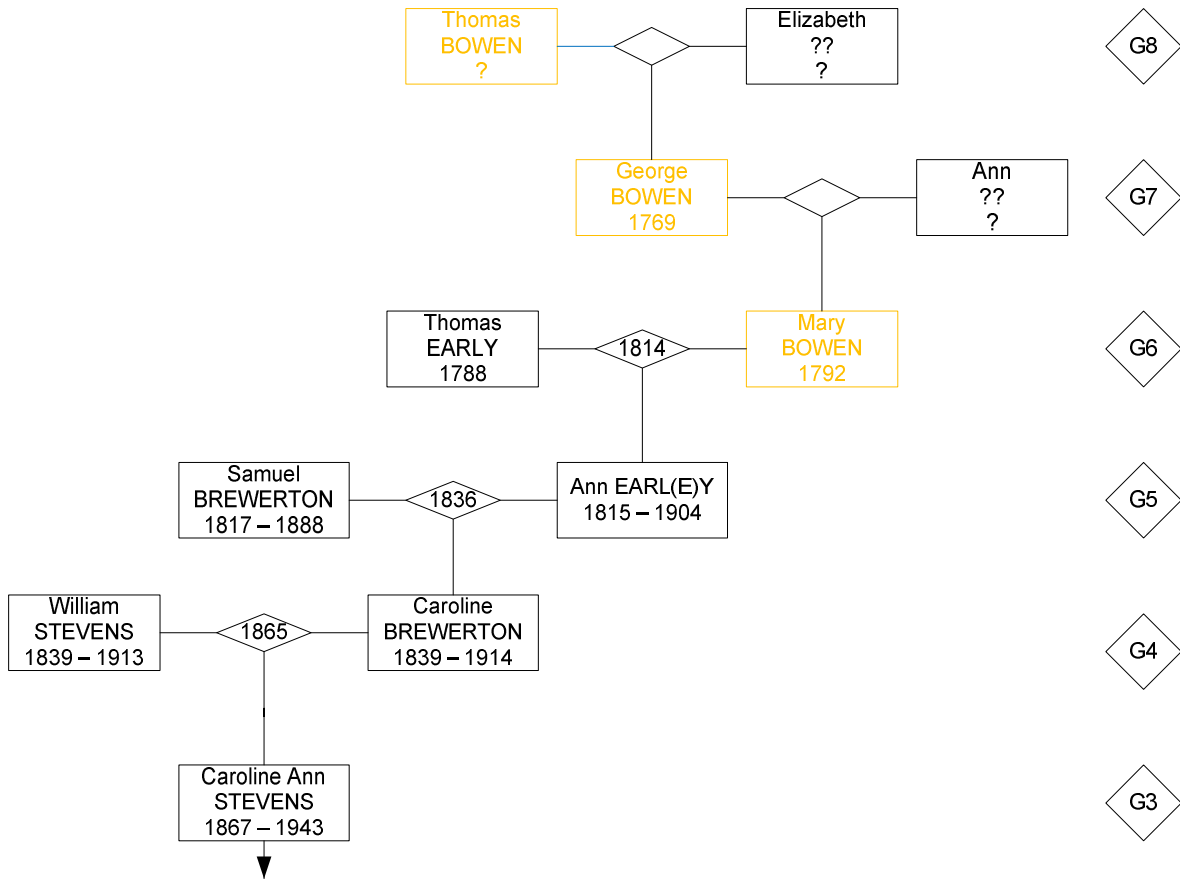 Thomas
BOWEN
?
Elizabeth
??
?
G8
George
BOWEN
1769
Ann
??
?
G7
Thomas
EARLY
1788
1814
Mary
BOWEN
1792
G6
Samuel
BREWERTON
1817 – 1888
1836
Ann EARL(E)Y
1815 – 1904
G5
William
STEVENS
1839 – 1913
1865
Caroline
BREWERTON
1839 – 1914
G4
Caroline Ann
STEVENS
1867 – 1943
G3